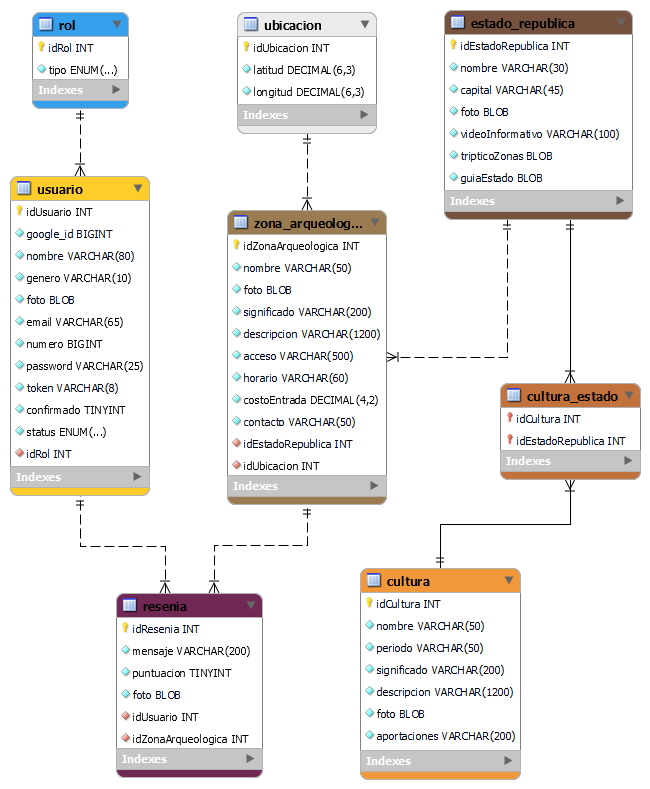 rol
idRol INT
tipo ENUM(...)
Indexes
ubicacion
idUbicacion INT
latitud DECIMAL(6,3)
longitud DECIMAL(6,3)
Indexes
estado_republica
idEstadoRepublica INT
nombre VARCHAR(30)
capital VARCHAR(45)
foto BLOB
videoInformativo VARCHAR(100)
tripticoZonas BLOB
guiaEstado BLOB
Indexes
usuario
idUsuario INT
google_id BIGINT
nombre VARCHAR(80)
genero VARCHAR(10)
foto BLOB
email VARCHAR(65)
numero BIGINT
password VARCHAR(25)
token VARCHAR(8)
confirmado TINYINT
status ENUM(...)
idRol INT
Indexes
zona_arqueolog...
idZonaArqueologica INT
nombre VARCHAR(50)
foto BLOB
significado VARCHAR(200)
descripcion VARCHAR(1200)
acceso VARCHAR(500)
horario VARCHAR(60)
costoEntrada DECIMAL(4,2)
contacto VARCHAR(50)
idEstadoRepublica INT
idUbicacion INT
Indexes
cultura_estado
idCultura INT
idEstadoRepublica INT
Indexes
resenia
idResenia INT
mensaje VARCHAR(200)
puntuacion TINYINT
foto BLOB
idUsuario INT
idZonaArqueologica INT
Indexes
cultura
idCultura INT
nombre VARCHAR(50)
periodo VARCHAR(50)
significado VARCHAR(200)
descripcion VARCHAR(1200)
foto BLOB
aportaciones VARCHAR(200)
Indexes